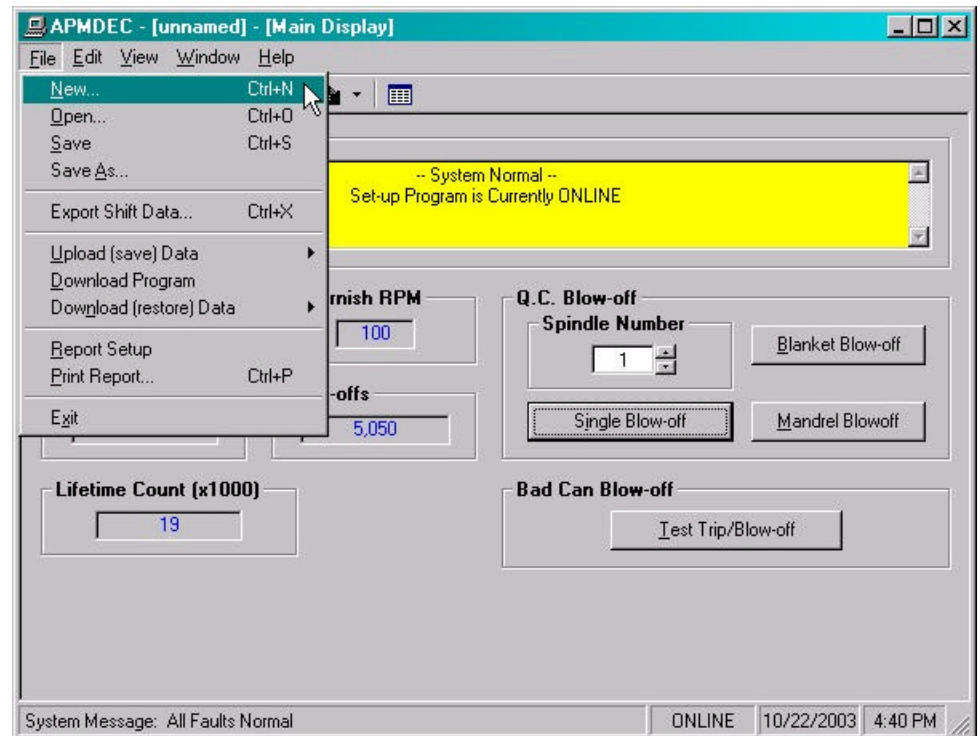 APMDEC - [unnamed] - [Main Display]
File Edit View Window Help
New... Ctrl+N
Open... Ctrl+O
Save Ctrl+S
Save As...
Export Shift Data... Ctrl+X
Upload (save) Data
Download Program
Download (restore) Data
Report Setup
Print Report... Ctrl+P
Exit
-- System Normal --
Set-up Program is Currently ONLINE
rnish RPM
100
-offs
5,050
Lifetime Count (x1000)
19
Q.C. Blow-off
Spindle Number
1
Blanket Blow-off
Single Blow-off
Mandrel Blowoff
Bad Can Blow-off
Test Trip/Blow-off
System Message: All Faults Normal
ONLINE
10/22/2003
4:40 PM